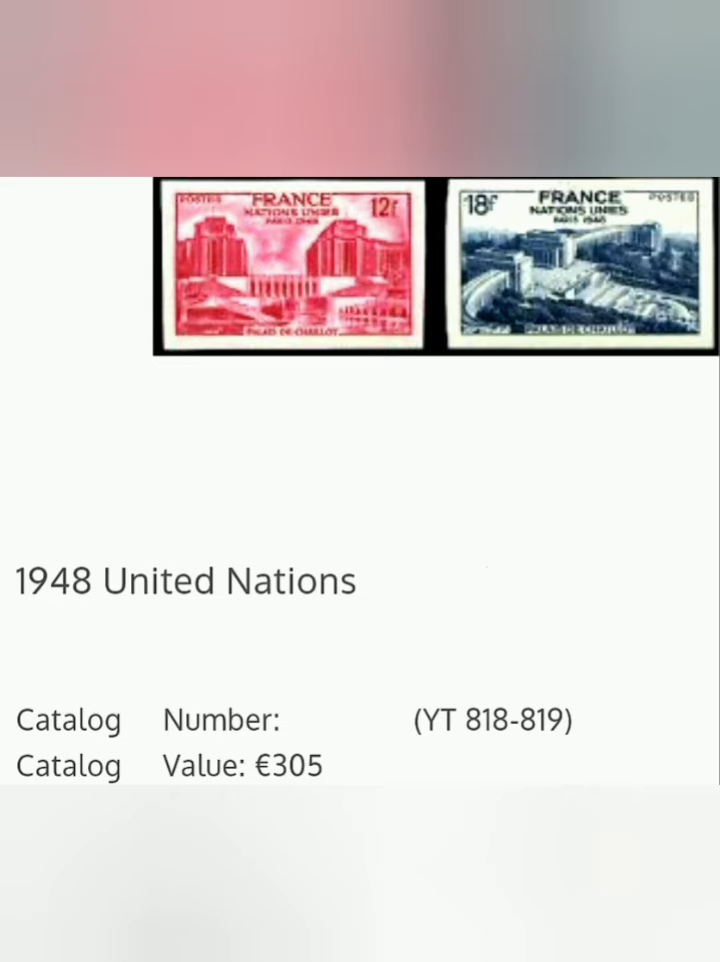 POSTES FRANCE 12f
NATIONS UNIES
PARIS 1948
PALAIS DE CHAILLOT
18f FRANCE POSTES
NATIONS UNIES
PARIS 1948
PALAIS DE CHAILLOT
1948 United Nations
Catalog Number: (YT 818-819)
Catalog Value: €305